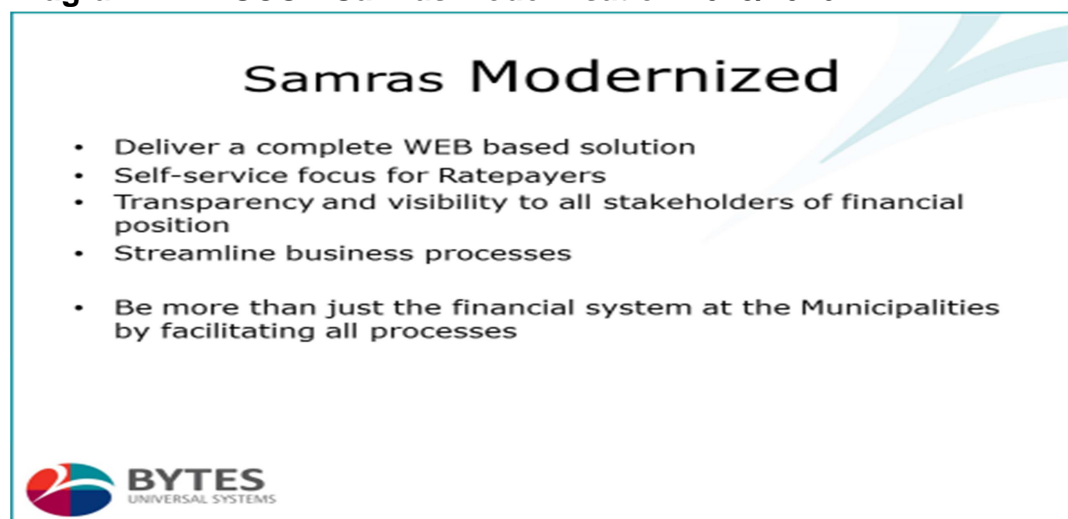 Samras Modernized
• Deliver a complete WEB based solution
• Self-service focus for Ratepayers
• Transparency and visibility to all stakeholders of financial
position
• Streamline business processes
• Be more than just the financial system at the Municipalities
by facilitating all processes
BYTES
UNIVERSAL SYSTEMS